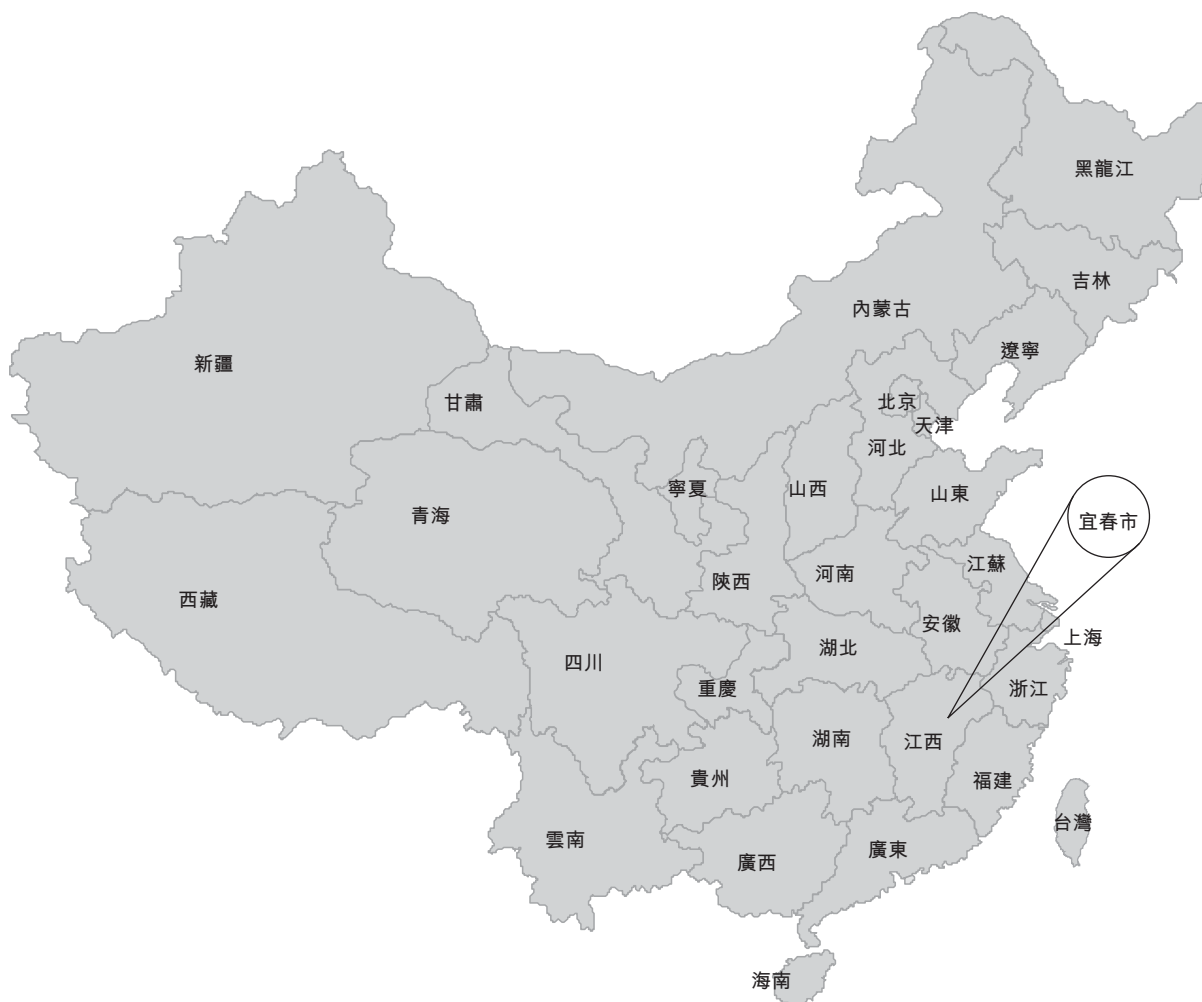 黑龍江
吉林
內蒙古
遼寧
新疆
北京
甘肅
天津
河北
寧夏
山西
山東
青海
宜春市
江蘇
河南
陝西
西藏
安徽
上海
湖北
四川
重慶
浙江
湖南
江西
貴州
福建
台灣
雲南
廣東
廣西
海南